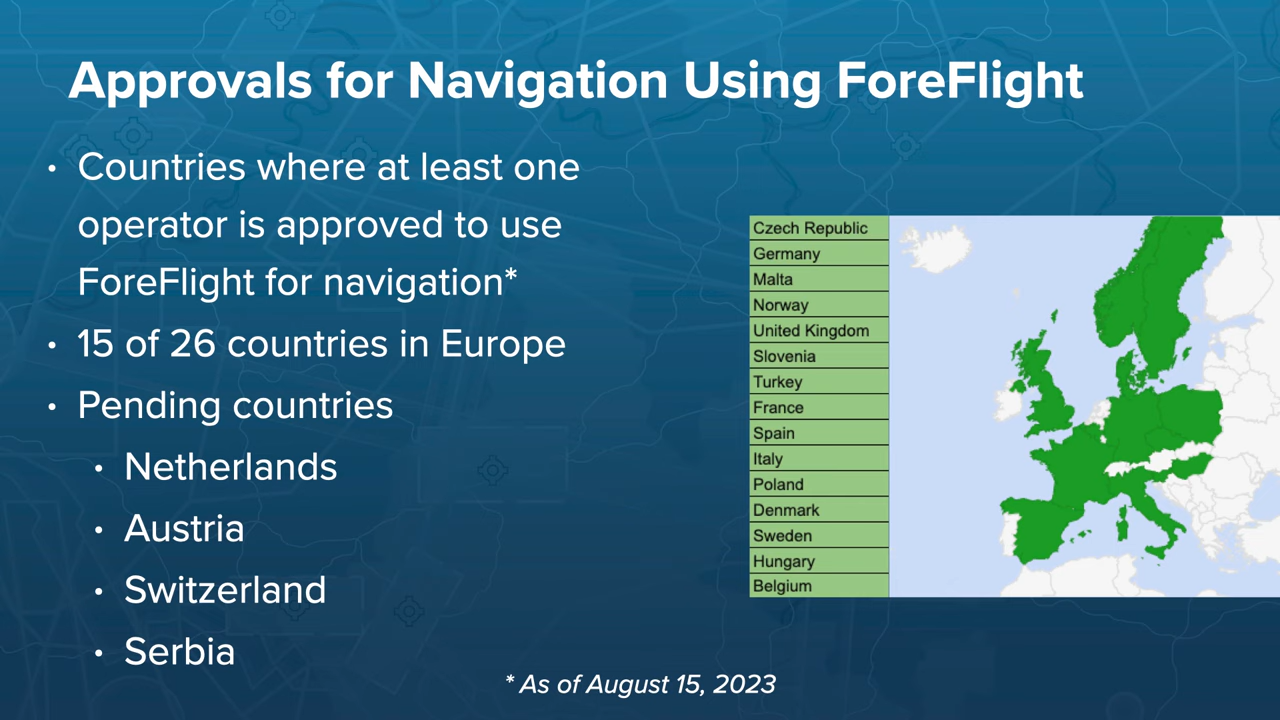 Approvals for Navigation Using ForeFlight
• Countries where at least one
operator is approved to use
ForeFlight for navigation*
• 15 of 26 countries in Europe
• Pending countries
• Netherlands
• Austria
• Switzerland
• Serbia
Czech Republic
Germany
Malta
Norway
United Kingdom
Slovenia
Turkey
France
Spain
Italy
Poland
Denmark
Sweden
Hungary
Belgium
* As of August 15, 2023